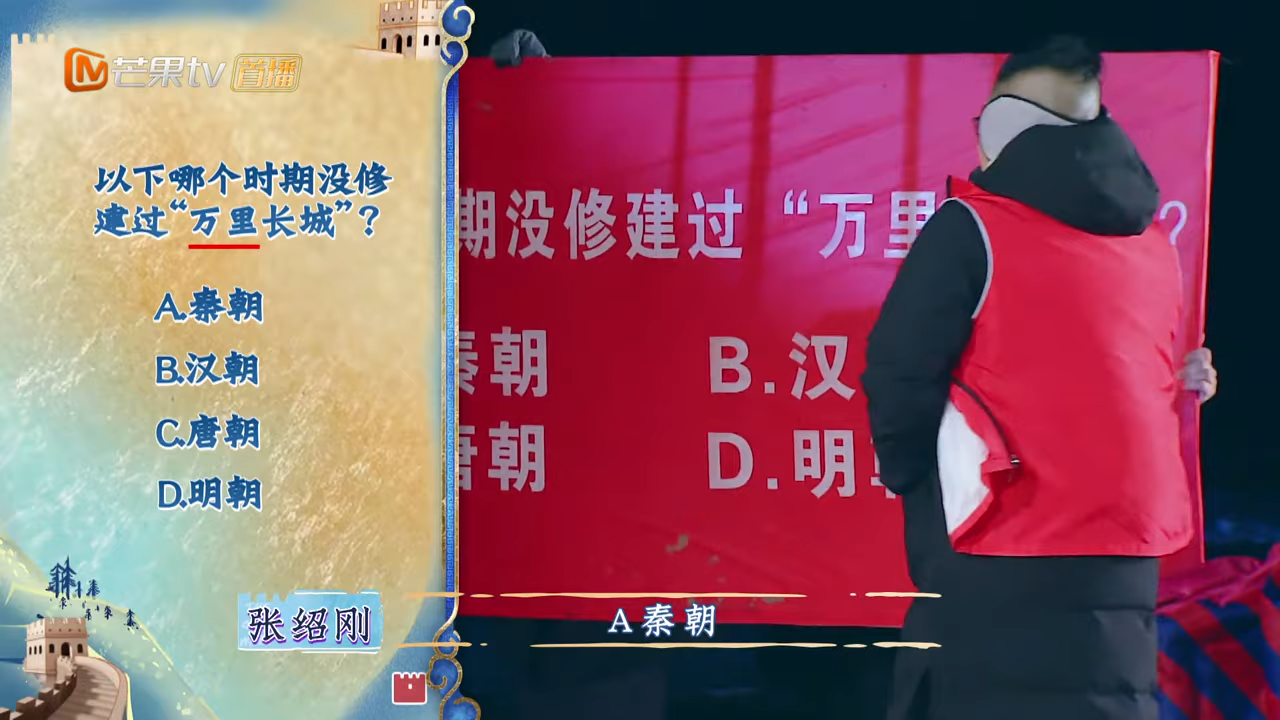 芒果tv 首播
以下哪个时期没修
建过“万里长城”？
A.秦朝
B.汉朝
C.唐朝
D.明朝
期没修建过“万里
?
秦朝
B.汉
唐朝
D.明朝
张绍刚
A秦朝